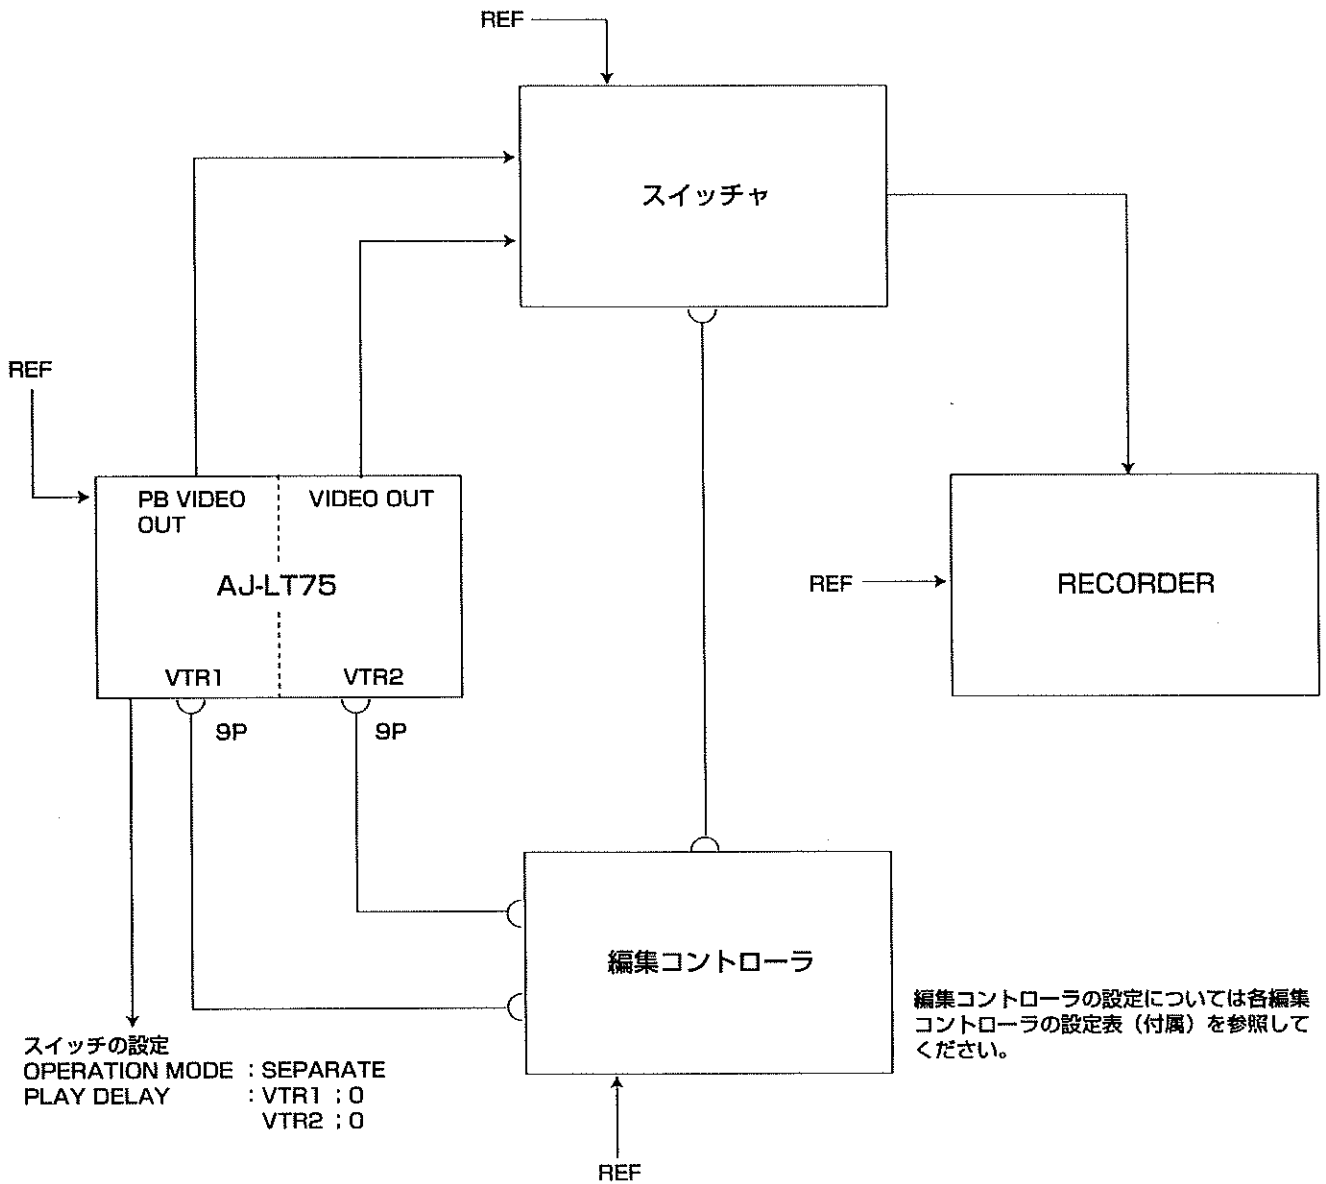 REF
スイッチャ
REF
PB VIDEO
OUT
VIDEO OUT
AJ-LT75
VTR1
VTR2
9P
9P
REF
RECORDER
編集コントローラ
編集コントローラの設定については各編集
コントローラの設定表（付属）を参照して
ください。
スイッチの設定
OPERATION MODE : SEPARATE
PLAY DELAY : VTR1 ; 0
VTR2 ; 0
REF